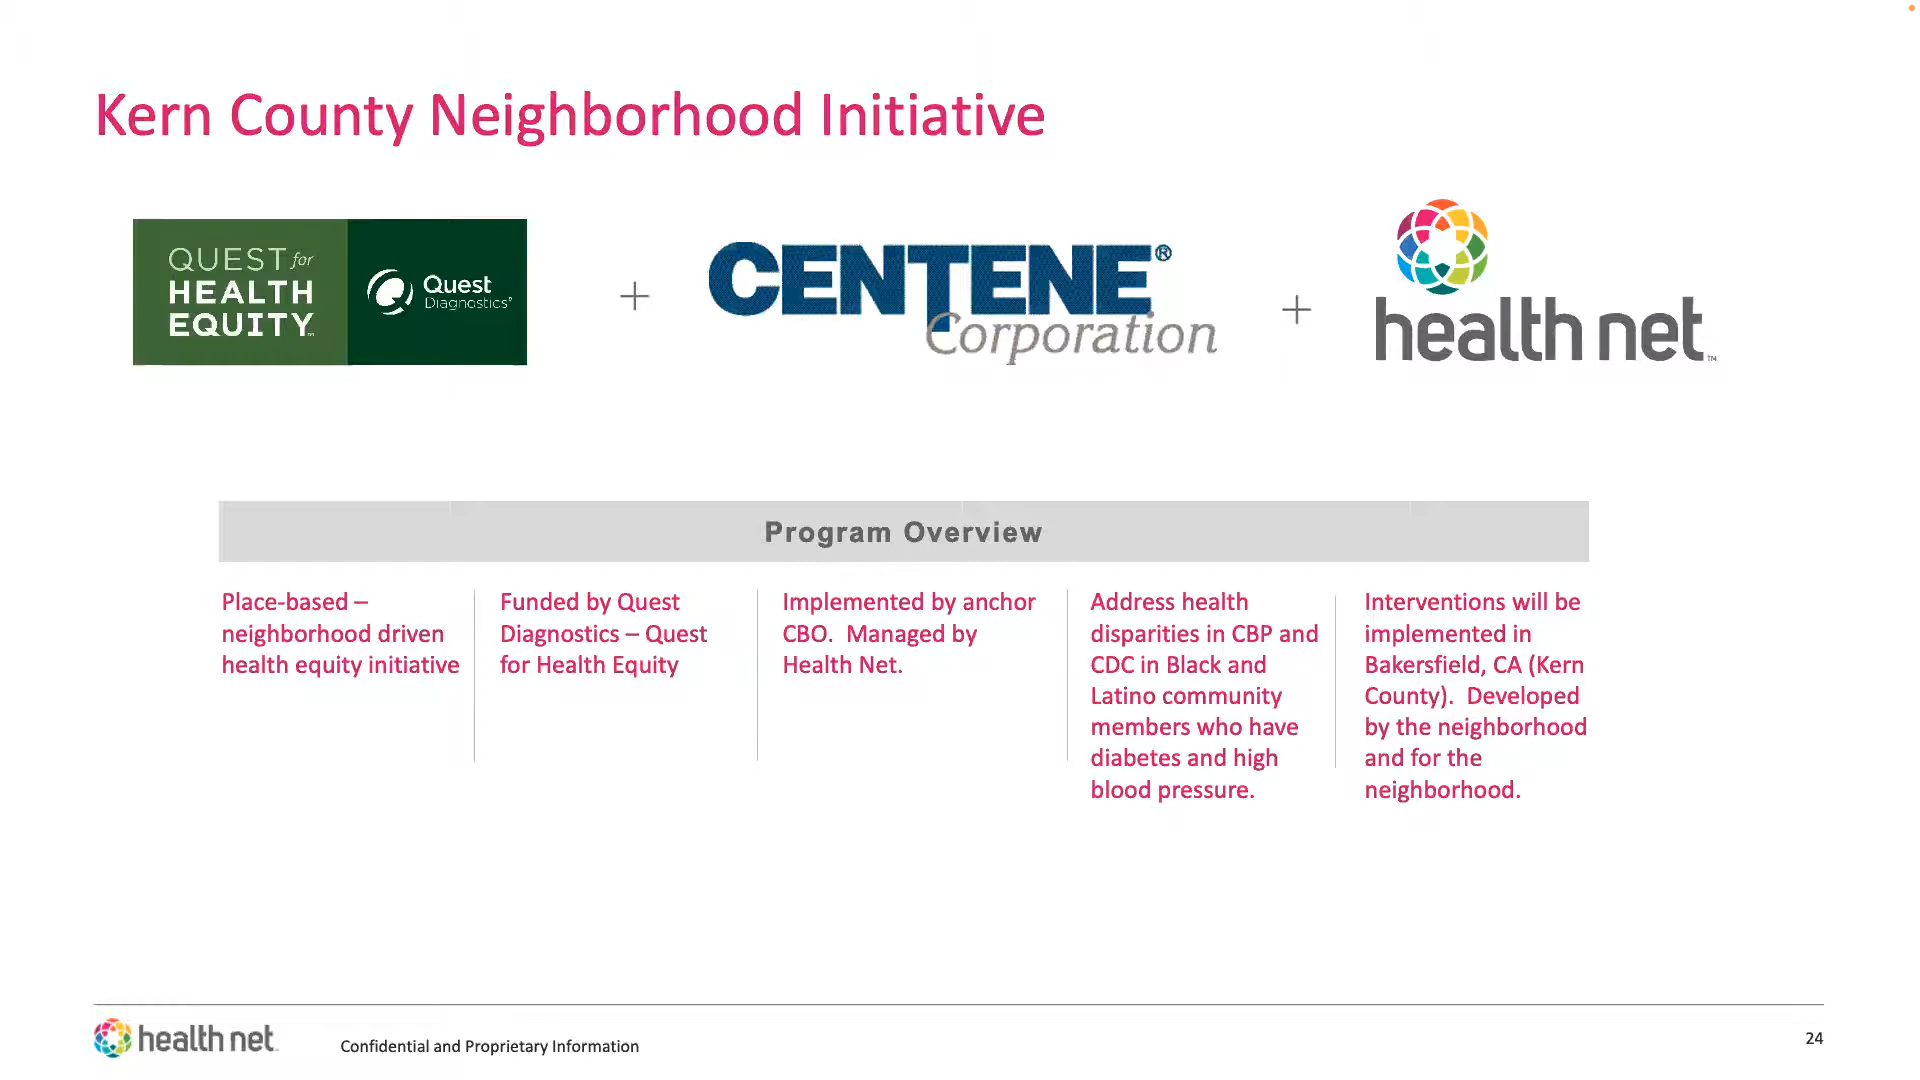 Kern County Neighborhood Initiative
QUEST for
HEALTH
EQUITY™
Quest
Diagnostics®
+
CENTENE®
Corporation
+
health net™
Program Overview
Place-based –
neighborhood driven
health equity initiative
Funded by Quest
Diagnostics – Quest
for Health Equity
Implemented by anchor
CBO.  Managed by
Health Net.
Address health
disparities in CBP and
CDC in Black and
Latino community
members who have
diabetes and high
blood pressure.
Interventions will be
implemented in
Bakersfield, CA (Kern
County).  Developed
by the neighborhood
and for the
neighborhood.
health net
Confidential and Proprietary Information
24